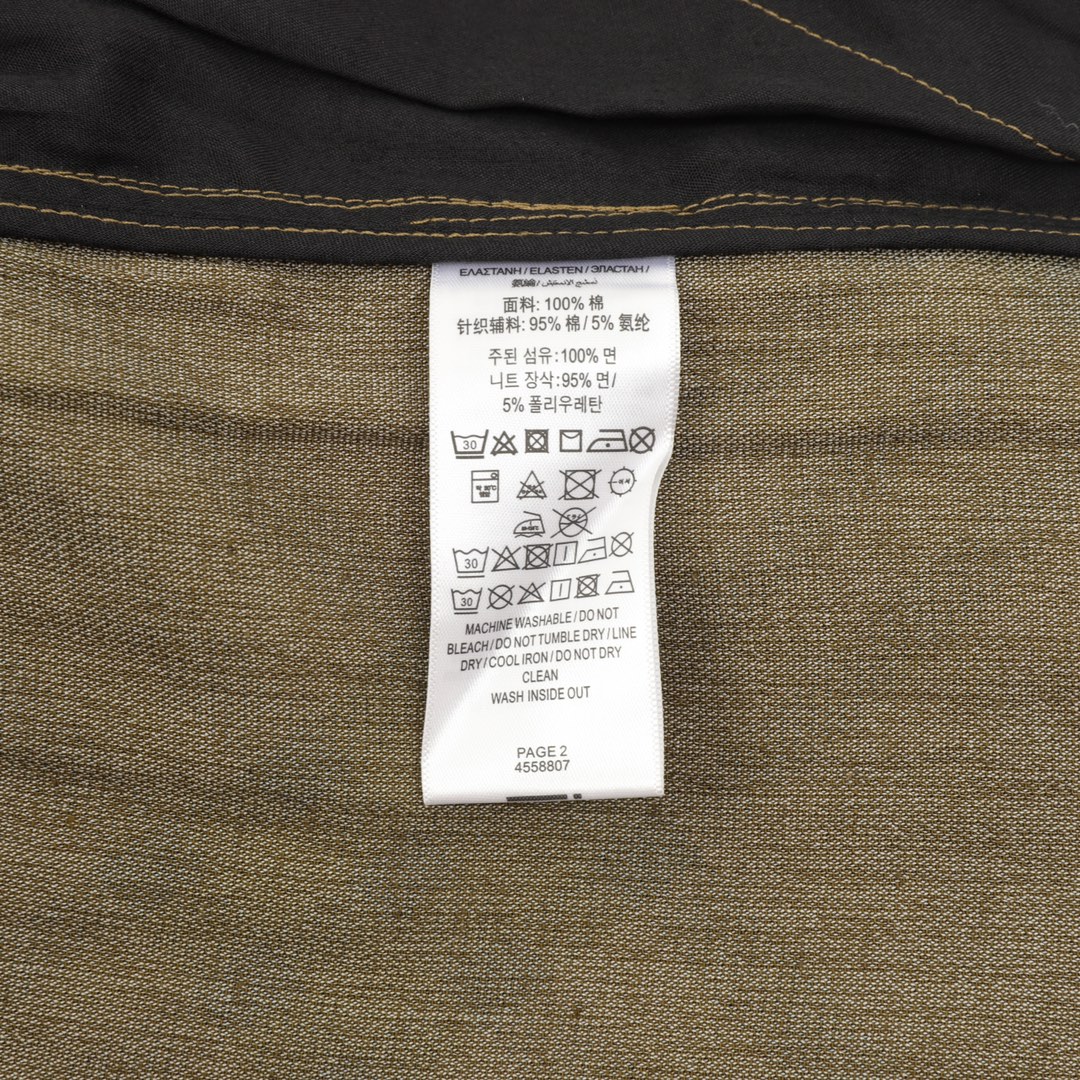 ΕΛΑΣΤΑΝΗ / ELASTEN / ЭЛАСТАН /
面料: 100% 棉
针织辅料: 95% 棉 / 5% 氨纶
주된 섬유:100% 면
니트 장식:95% 면/
5% 폴리우레탄
30
30
30
MACHINE WASHABLE / DO NOT
BLEACH / DO NOT TUMBLE DRY / LINE
DRY / COOL IRON / DO NOT DRY
CLEAN
WASH INSIDE OUT
PAGE 2
4558807